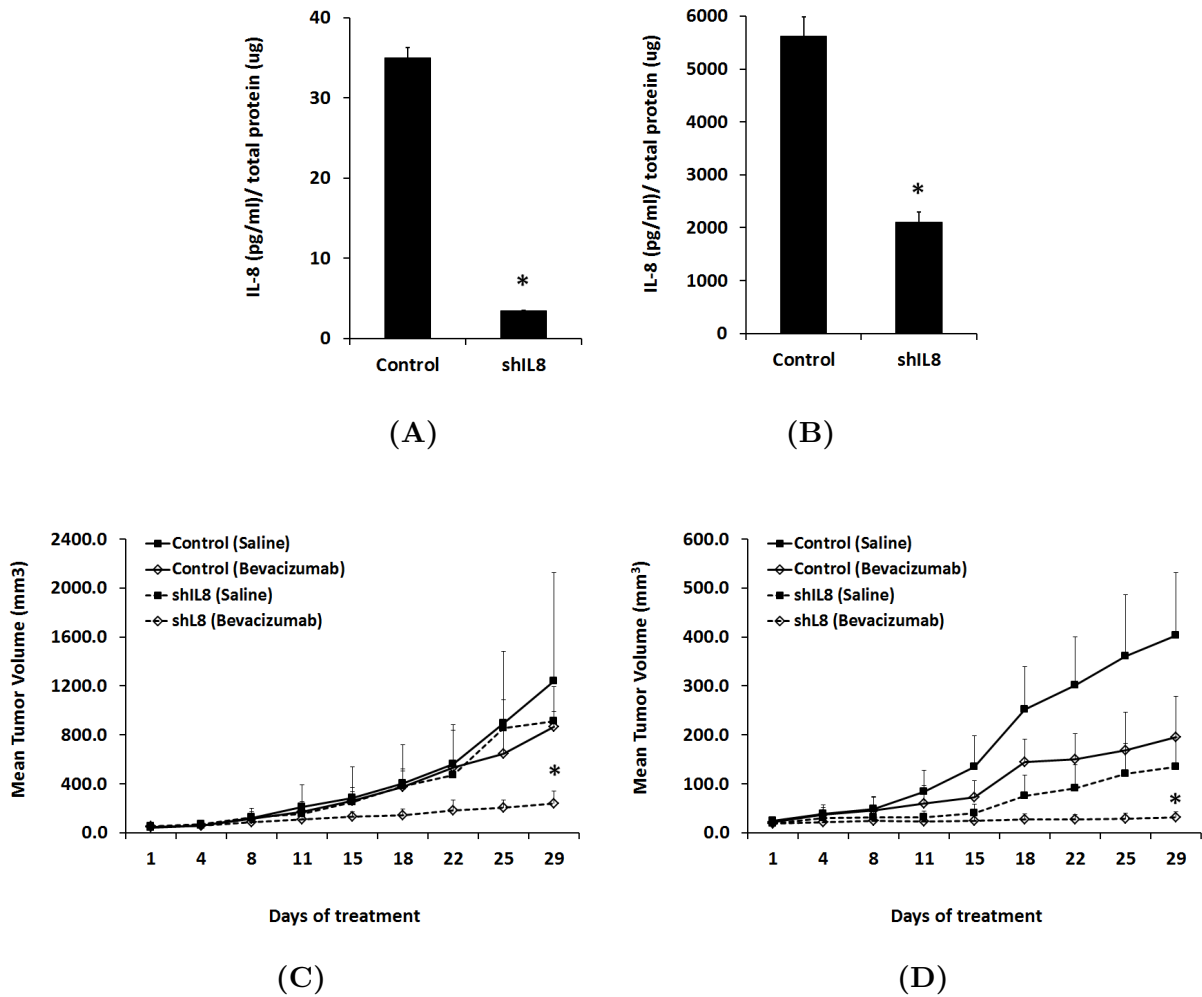 IL-8 (pg/ml)/ total protein (ug)
40
30
20
10
0
*
Control
shIL8
(A)
IL-8 (pg/ml)/ total protein (ug)
6000
5000
4000
3000
2000
1000
0
*
Control
shIL8
(B)
Mean Tumor Volume (mm3)
2400.0
2000.0
1600.0
1200.0
800.0
400.0
0.0
Control (Saline)
Control (Bevacizumab)
shIL8 (Saline)
shL8 (Bevacizumab)
*
1 4 8 11 15 18 22 25 29
Days of treatment
(C)
Mean Tumor Volume (mm³)
600.0
500.0
400.0
300.0
200.0
100.0
0.0
Control (Saline)
Control (Bevacizumab)
shIL8 (Saline)
shL8 (Bevacizumab)
*
1 4 8 11 15 18 22 25 29
Days of treatment
(D)